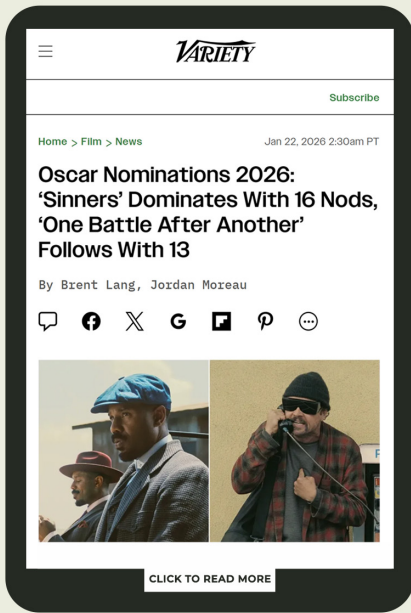 VARIETY
Subscribe
Home > Film > News
Jan 22, 2026 2:30am PT
Oscar Nominations 2026:
‘Sinners’ Dominates With 16 Nods,
‘One Battle After Another’
Follows With 13
By Brent Lang, Jordan Moreau
CLICK TO READ MORE